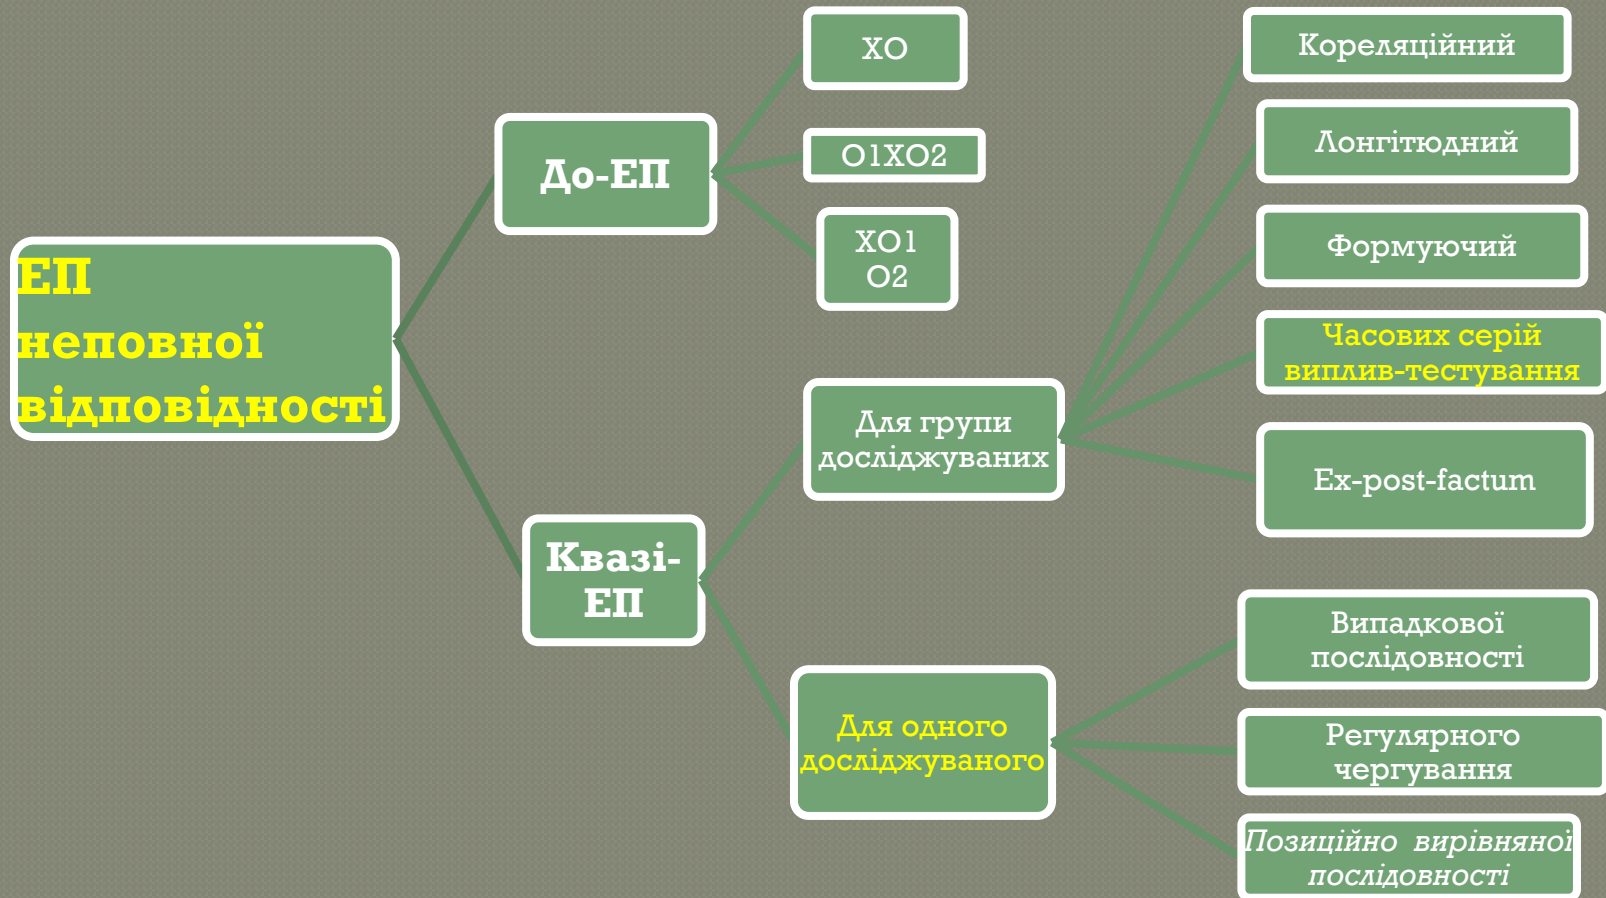 ЕП
неповної
відповідності
До-ЕП
ХО
О1ХО2
ХО1
О2
Квазі-
ЕП
Для групи
досліджуваних
Кореляційний
Лонгітюдний
Формуючий
Часових серій
виплив-тестування
Ex-post-factum
Для одного
досліджуваного
Випадкової
послідовності
Регулярного
чергування
Позиційно вирівняної
послідовності